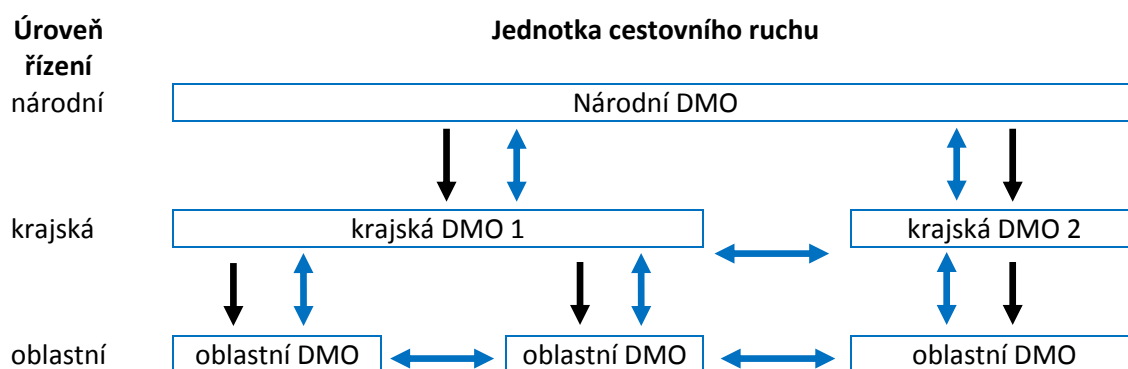 Úroveň řízení
Jednotka cestovního ruchu
národní
Národní DMO
krajská
krajská DMO 1
krajská DMO 2
oblastní
oblastní DMO
oblastní DMO
oblastní DMO